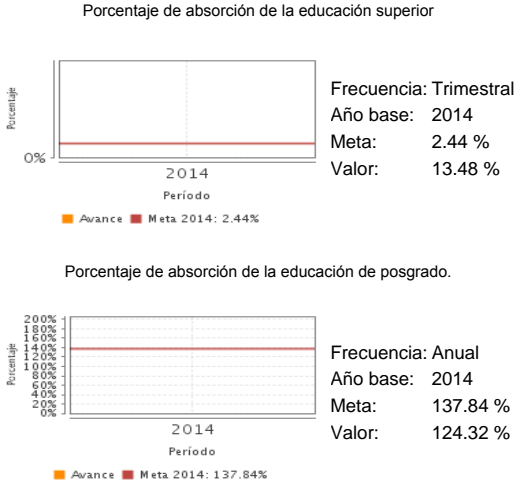 Porcentaje de absorción de la educación superior
Porcentaje
0%
2014
Período
Avance Meta 2014: 2.44%
Frecuencia: Trimestral
Año base: 2014
Meta: 2.44 %
Valor: 13.48 %
Porcentaje de absorción de la educación de posgrado.
Porcentaje
200%
180%
160%
140%
120%
100%
80%
60%
40%
20%
0%
2014
Período
Avance Meta 2014: 137.84%
Frecuencia: Anual
Año base: 2014
Meta: 137.84 %
Valor: 124.32 %